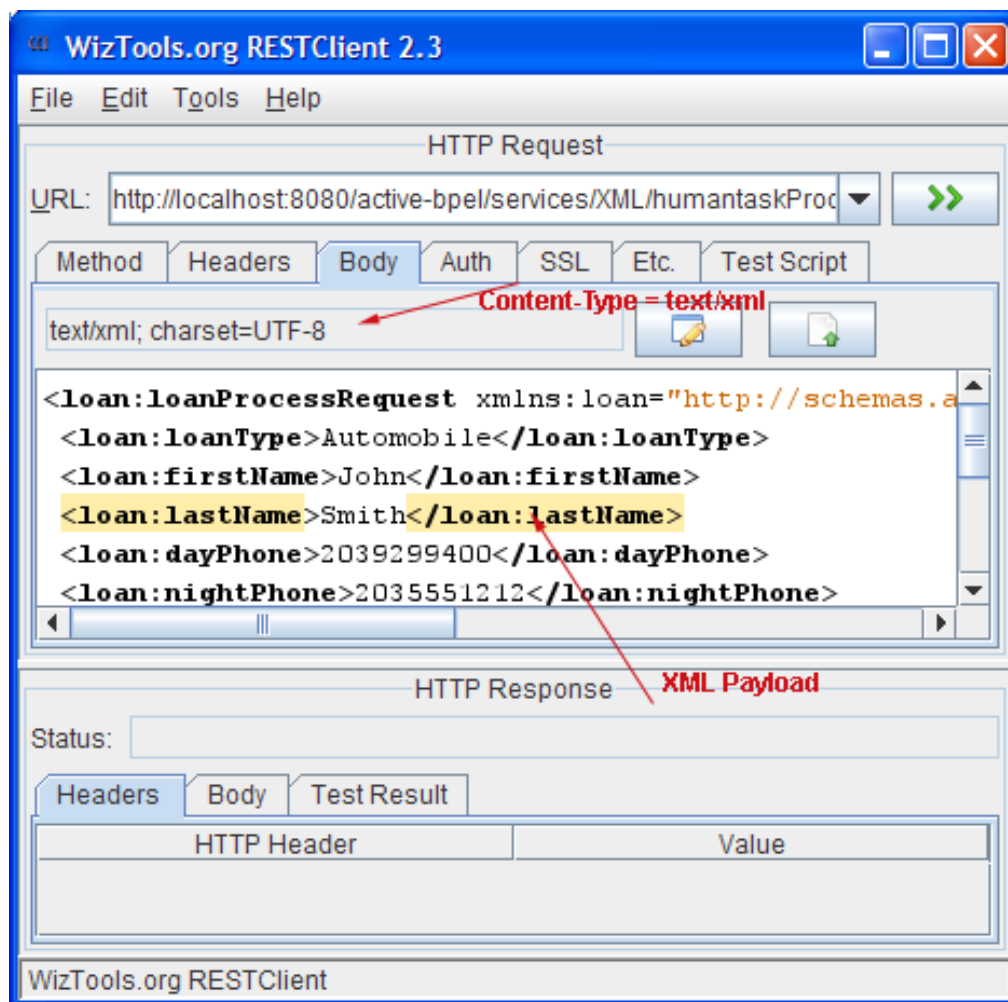 WizTools.org RESTClient 2.3
File Edit Tools Help
HTTP Request
URL: http://localhost:8080/active-bpel/services/XML/humantaskProc
Method Headers Body Auth SSL Etc. Test Script
Content-Type = text/xml
text/xml; charset=UTF-8
<loan:loanProcessRequest xmlns:loan="http://schemas.a
<loan:loanType>Automobile</loan:loanType>
<loan:firstName>John</loan:firstName>
<loan:lastName>Smith</loan:lastName>
<loan:dayPhone>2039299400</loan:dayPhone>
<loan:nightPhone>2035551212</loan:nightPhone>
HTTP Response
XML Payload
Status:
Headers Body Test Result
HTTP Header Value
WizTools.org RESTClient